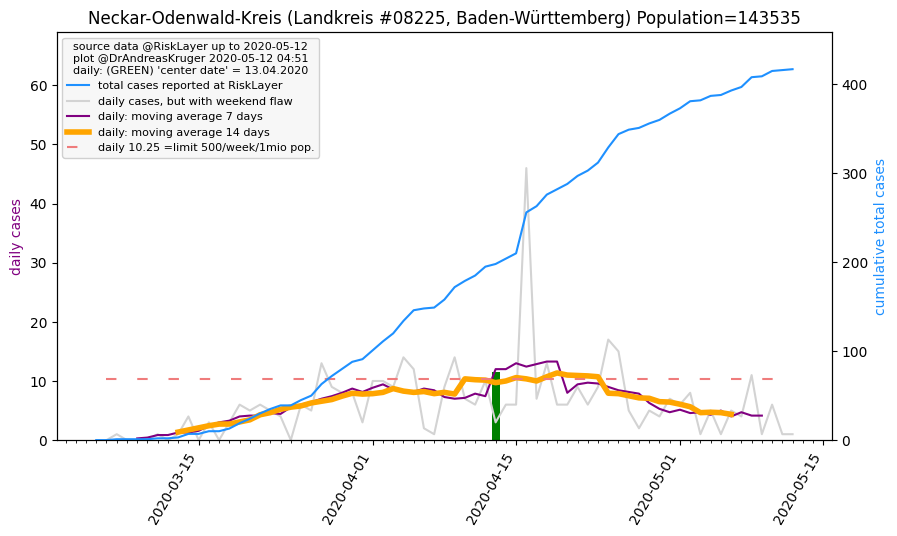 Neckar-Odenwald-Kreis (Landkreis #08225, Baden-Württemberg) Population=143535
source data @RiskLayer up to 2020-05-12
plot @DrAndreasKruger 2020-05-12 04:51
daily: (GREEN) 'center date' = 13.04.2020
total cases reported at RiskLayer
daily cases, but with weekend flaw
daily: moving average 7 days
daily: moving average 14 days
daily 10.25 =limit 500/week/1mio pop.
daily cases
60
50
40
30
20
10
0
cumulative total cases
400
300
200
100
0
2020-03-15
2020-04-01
2020-04-15
2020-05-01
2020-05-15